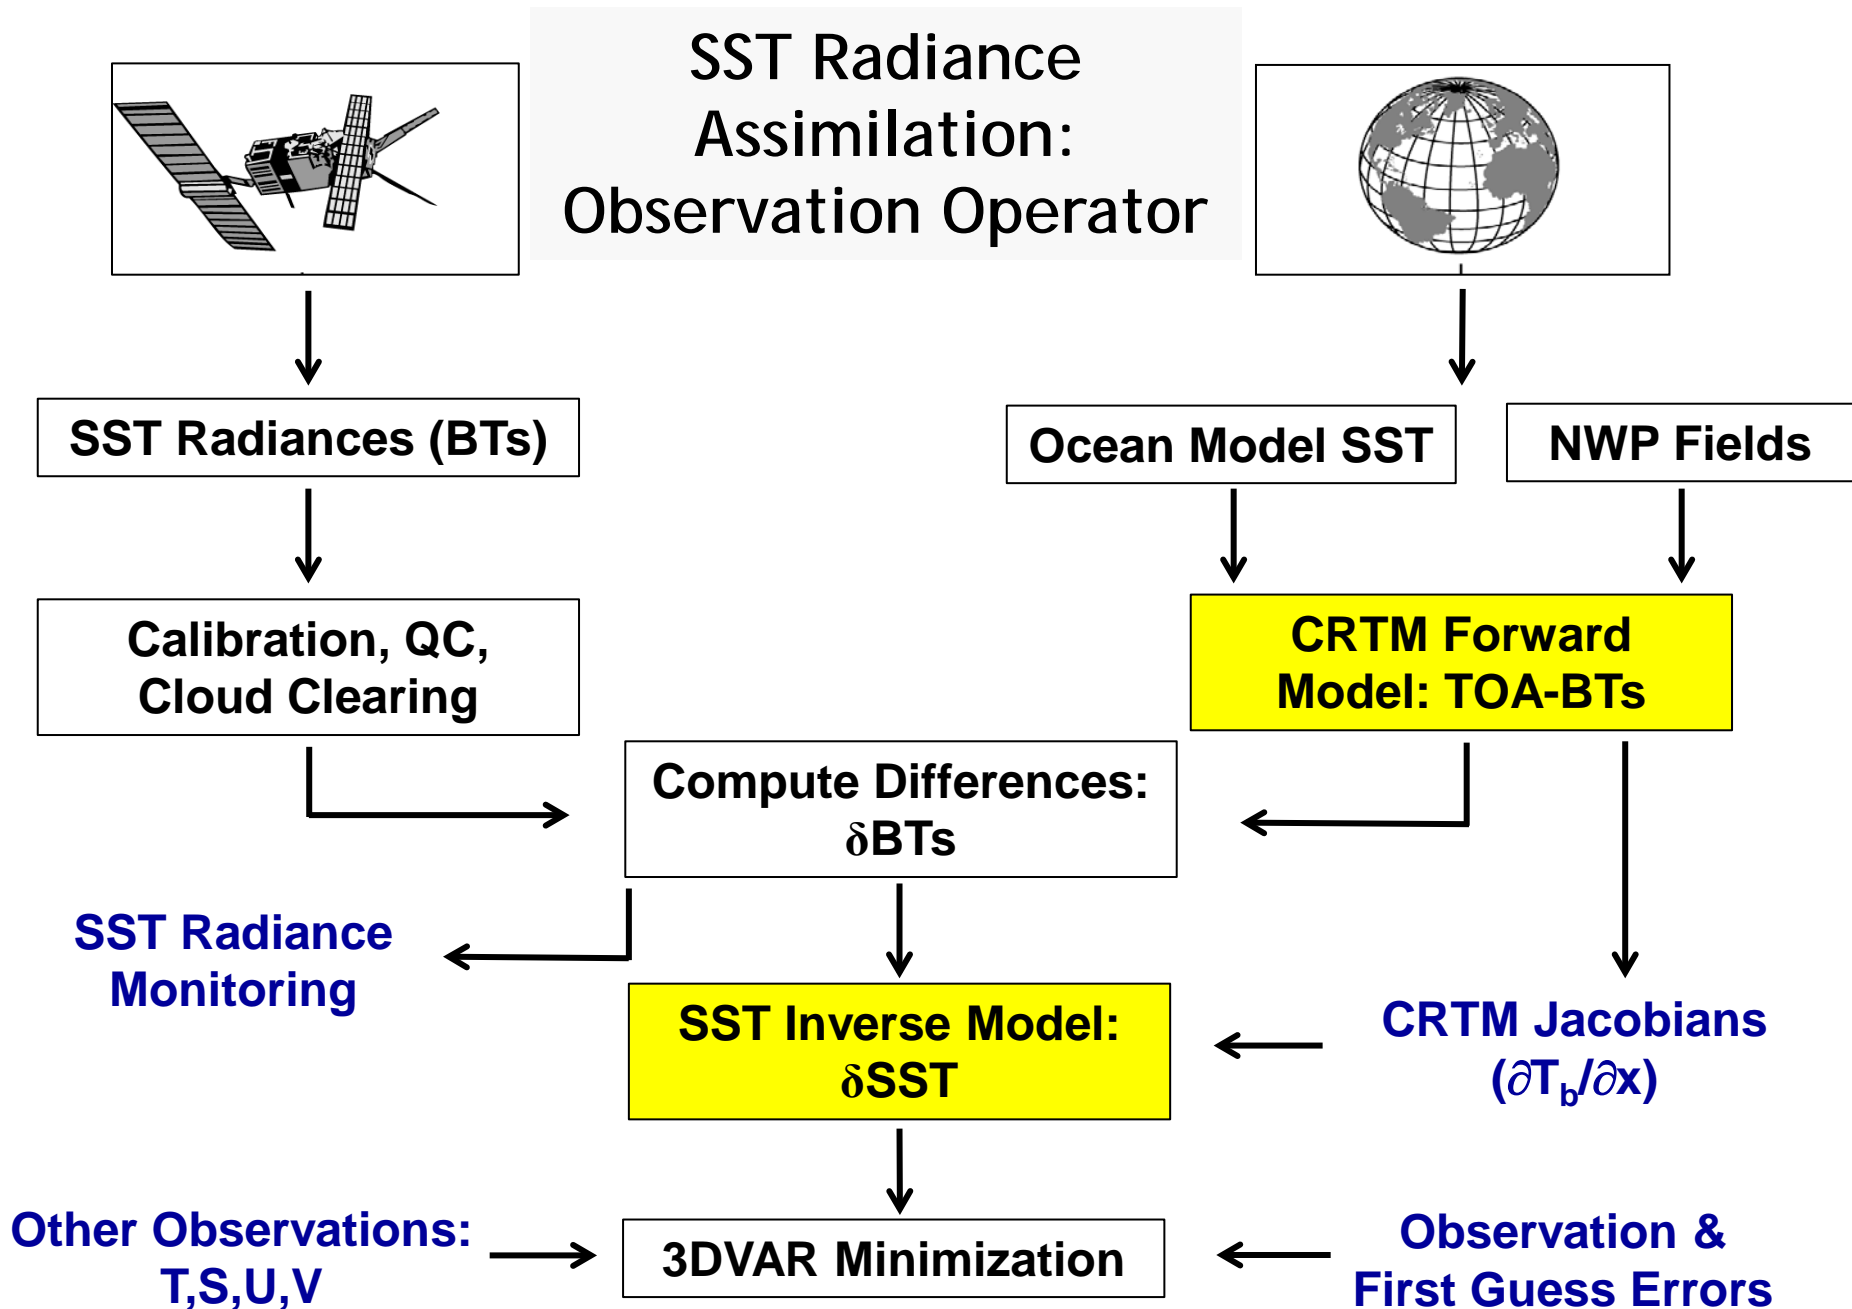 SST Radiance
Assimilation:
Observation Operator
SST Radiances (BTs)
Ocean Model SST
NWP Fields
Calibration, QC,
Cloud Clearing
CRTM Forward
Model: TOA-BTs
Compute Differences:
δBTs
SST Radiance
Monitoring
SST Inverse Model:
δSST
CRTM Jacobians
(∂T_b/∂x)
Other Observations:
T,S,U,V
3DVAR Minimization
Observation &
First Guess Errors